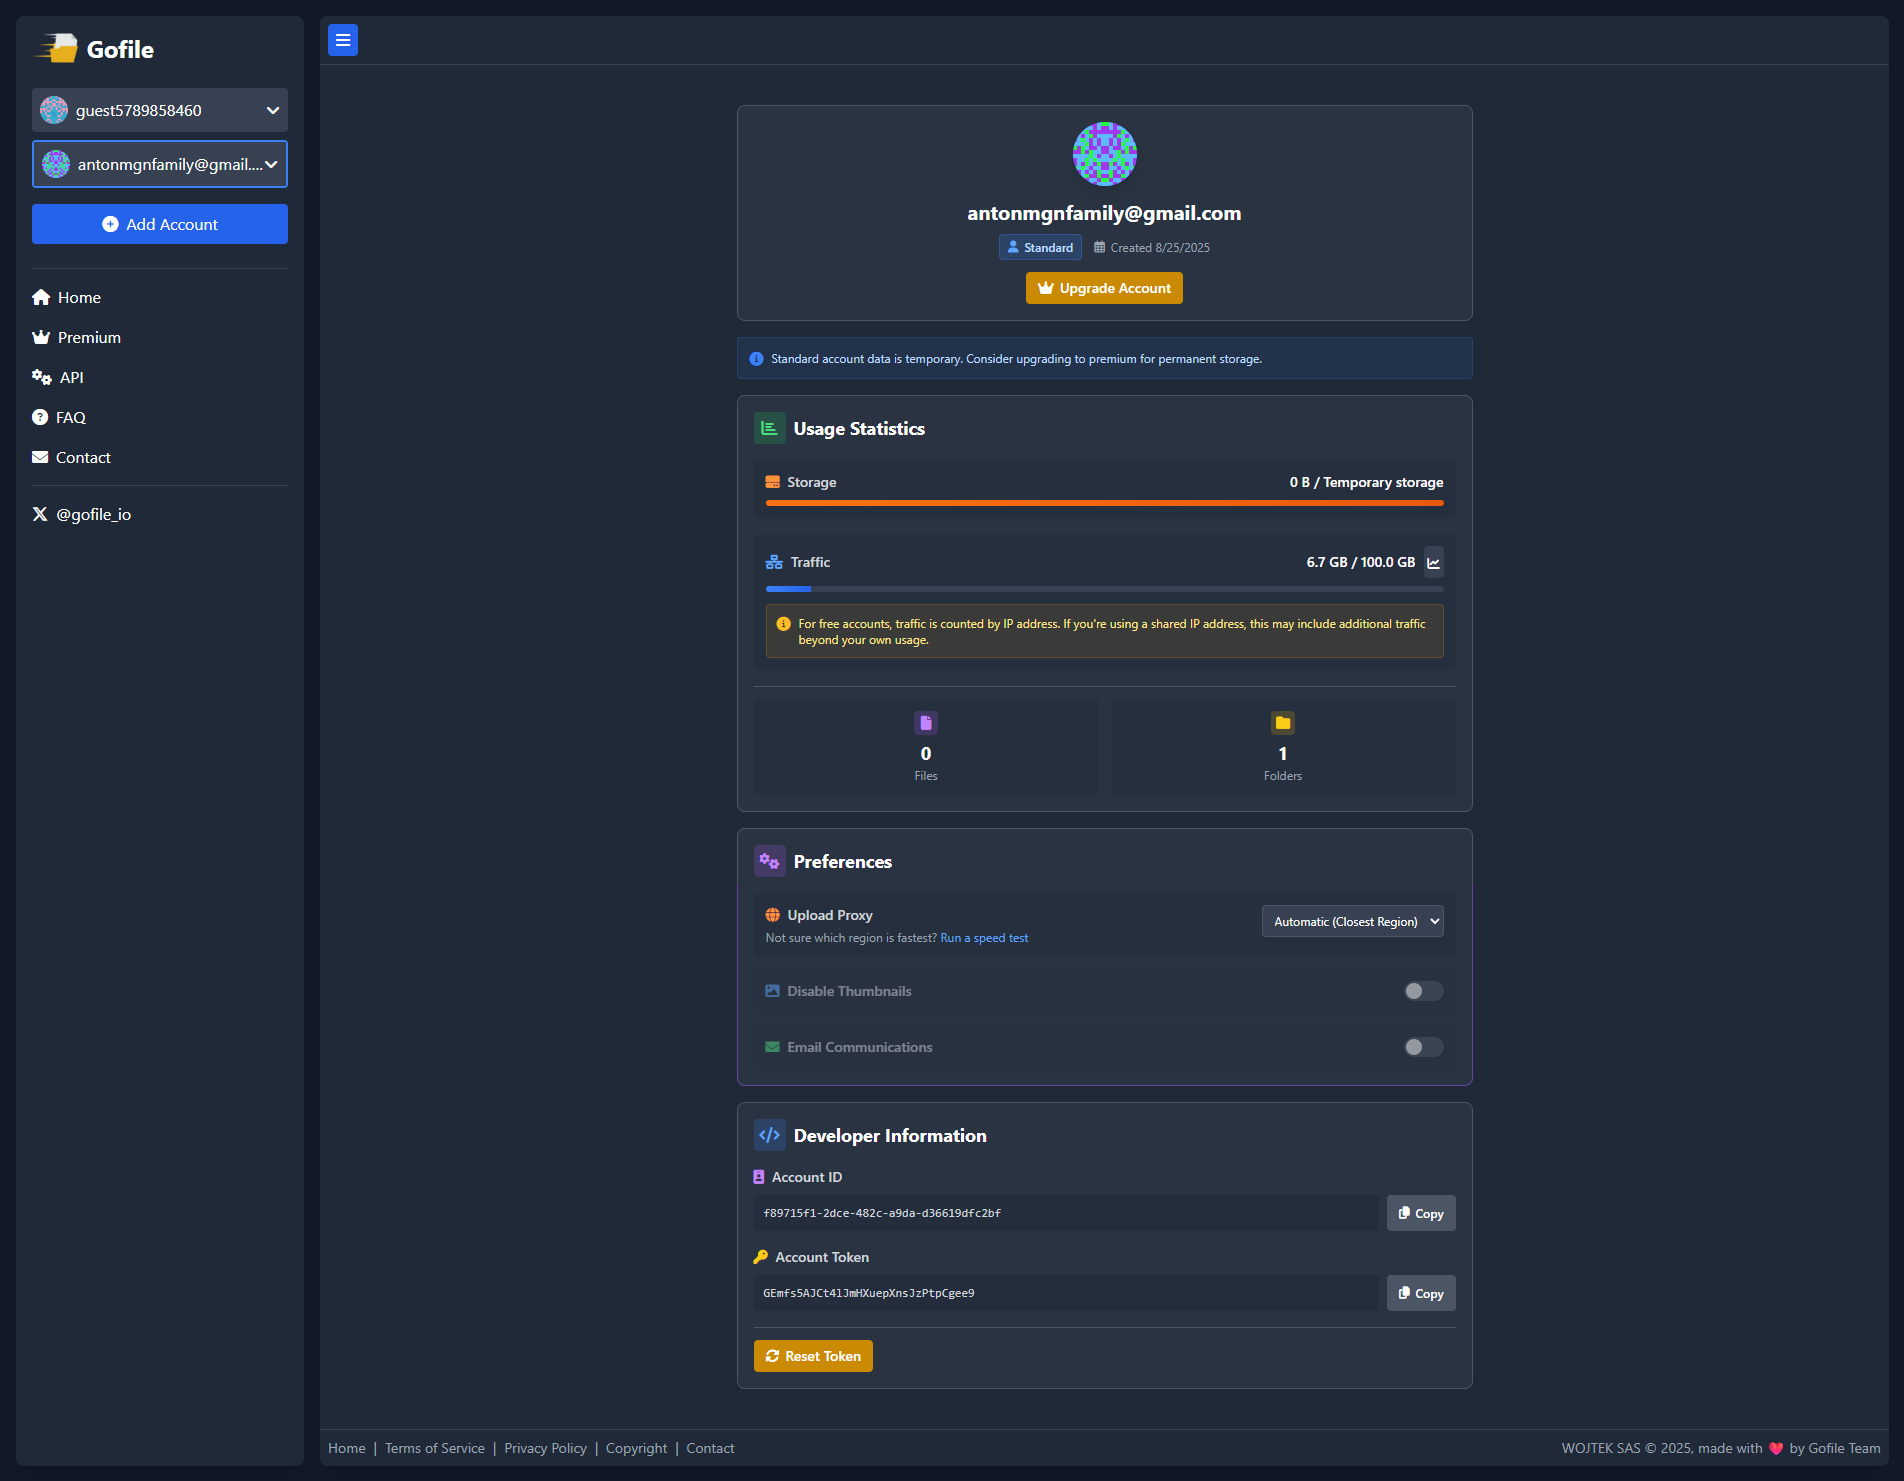 Gofile
guest5789858460
antonmgnfamily@gmail....
Add Account
Home
Premium
API
FAQ
Contact
@gofile_io
antonmgnfamily@gmail.com
Standard
Created 8/25/2025
Upgrade Account
Standard account data is temporary. Consider upgrading to premium for permanent storage.
Usage Statistics
Storage
0 B / Temporary storage
Traffic
6.7 GB / 100.0 GB
For free accounts, traffic is counted by IP address. If you're using a shared IP address, this may include additional traffic
beyond your own usage.
0
Files
1
Folders
Preferences
Upload Proxy
Not sure which region is fastest? Run a speed test
Automatic (Closest Region)
Disable Thumbnails
Email Communications
Developer Information
Account ID
f89715f1-2dce-482c-a9da-d36619dfc2bf
Copy
Account Token
GEmfs5AJCt4lJmHXuepXnsJzPtpCgee9
Copy
Reset Token
Home | Terms of Service | Privacy Policy | Copyright | Contact
WOJTEK SAS © 2025, made with ❤ by Gofile Team